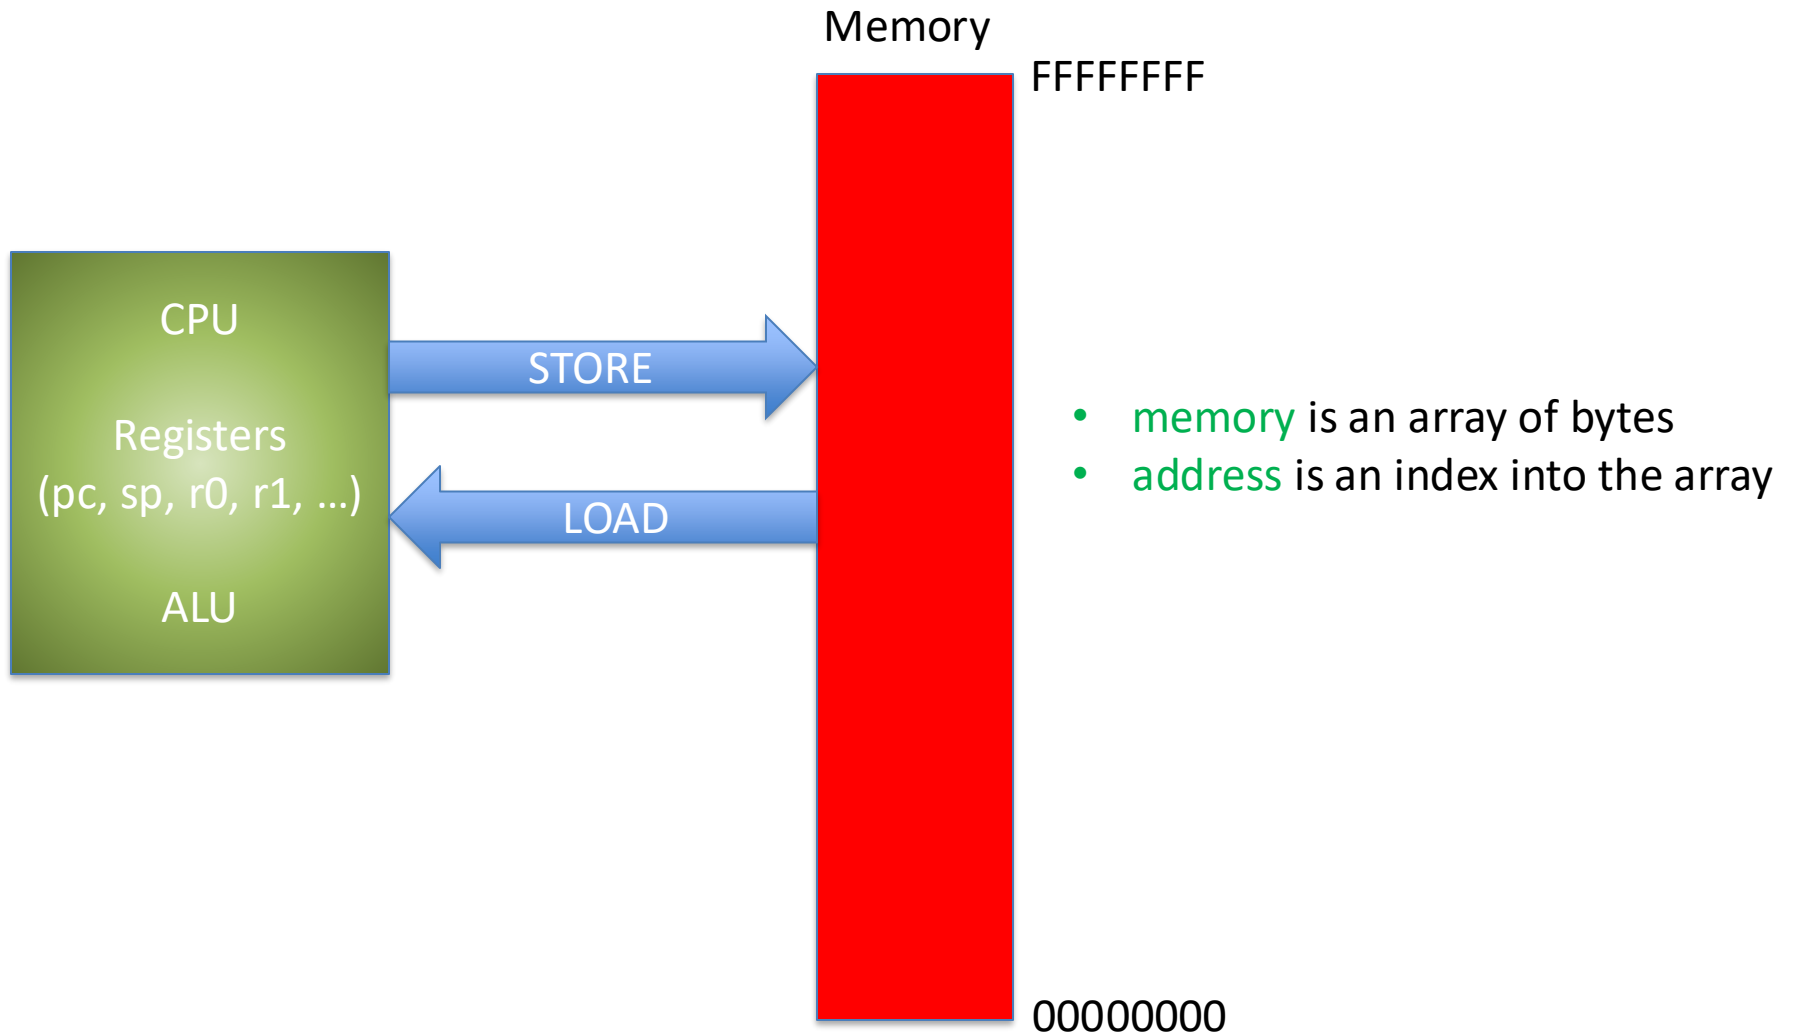 Memory
FFFFFFFF
CPU
Registers
(pc, sp, r0, r1, ...)
ALU
STORE
LOAD
• memory is an array of bytes
• address is an index into the array
00000000